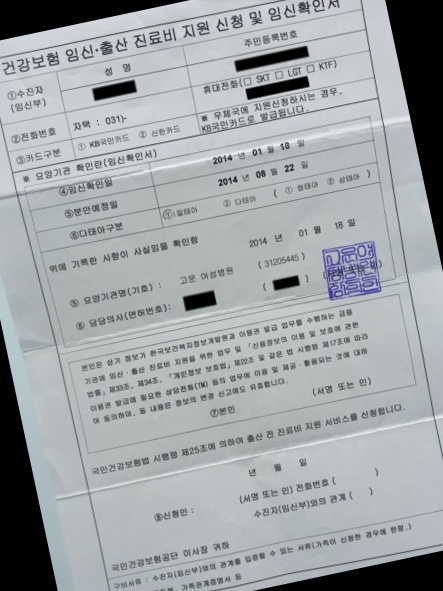 건강보험 임신·출산 진료비 지원 신청 및 임신확인서
①수진자
(임신부)
성 명
주민등록번호
휴대전화(□ SKT □ LGT □ KTF)
②전화번호
자택 : 031)-
③카드구분
① KB국민카드 ② 신한카드
※ 우체국에 지원신청하시는 경우,
KB국민카드로 발급됩니다.
※ 요양기관 확인란(임신확인서)
④임신확인일
2014 년 01 월 18 일
⑤분만예정일
2014 년 08 월 22 일
⑥다태아구분
①일태아 ② 다태아 ( ① 쌍태아 ② 삼태아 )
위에 기록한 사항이 사실임을 확인함
2014 년 01 월 18 일
⑤ 요양기관명(기호) : 고운 여성병원 ( 31205445 )
⑥ 담당의사(면허번호): ( )
본인은 상기 정보가 한국보건복지정보개발원과 이용권 발급 업무를 수행하는 금융
기관에 임신·출산 진료비 지원을 위한 업무 및 「신용정보의 이용 및 보호에 관한
법률」제33조, 제34조, 「개인정보 보호법」제22조 및 같은 법 시행령 제17조에 따라
이용권 발급에 필요한 상담전화(TM) 등의 업무에 이용 및 제공·활용되는 것에 대하
여 동의하며, 동 내용은 정보의 변경 신고에도 유효합니다.
⑦본인 (서명 또는 인)
국민건강보험법 시행령 제25조에 의하여 출산 전 진료비 지원 서비스를 신청합니다.
년 월 일
⑧신청인 : (서명 또는 인) 전화번호 ( )
수진자(임신부)와의 관계 ( )
국민건강보험공단 이사장 귀하
구비서류 : 수진자(임신부)와의 관계를 입증할 수 있는 서류(가족이 신청한 경우에 한함.)
가족관계증명서 등